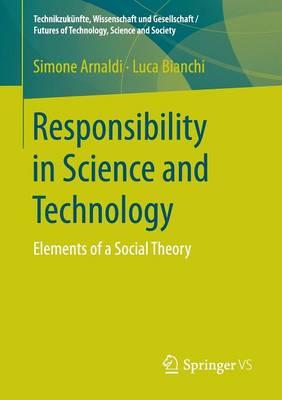 Technikzukünfte, Wissenschaft und Gesellschaft /
Futures of Technology, Science and Society
Simone Arnaldi · Luca Bianchi
Responsibility
in Science and
Technology
Elements of a Social Theory
Springer VS